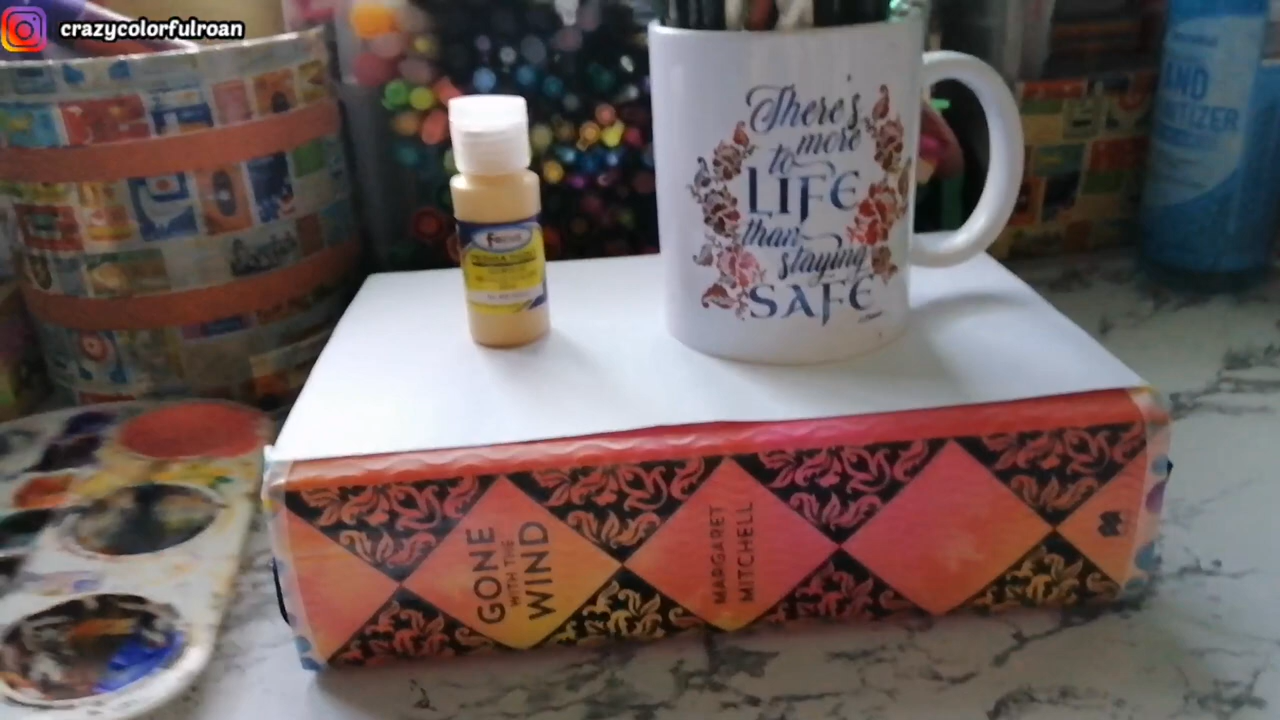 crazycolorfulroan
There's
more
to
LIFE
than
staying
SAFE
GONE
WITH THE
WIND
MARGARET
MITCHELL